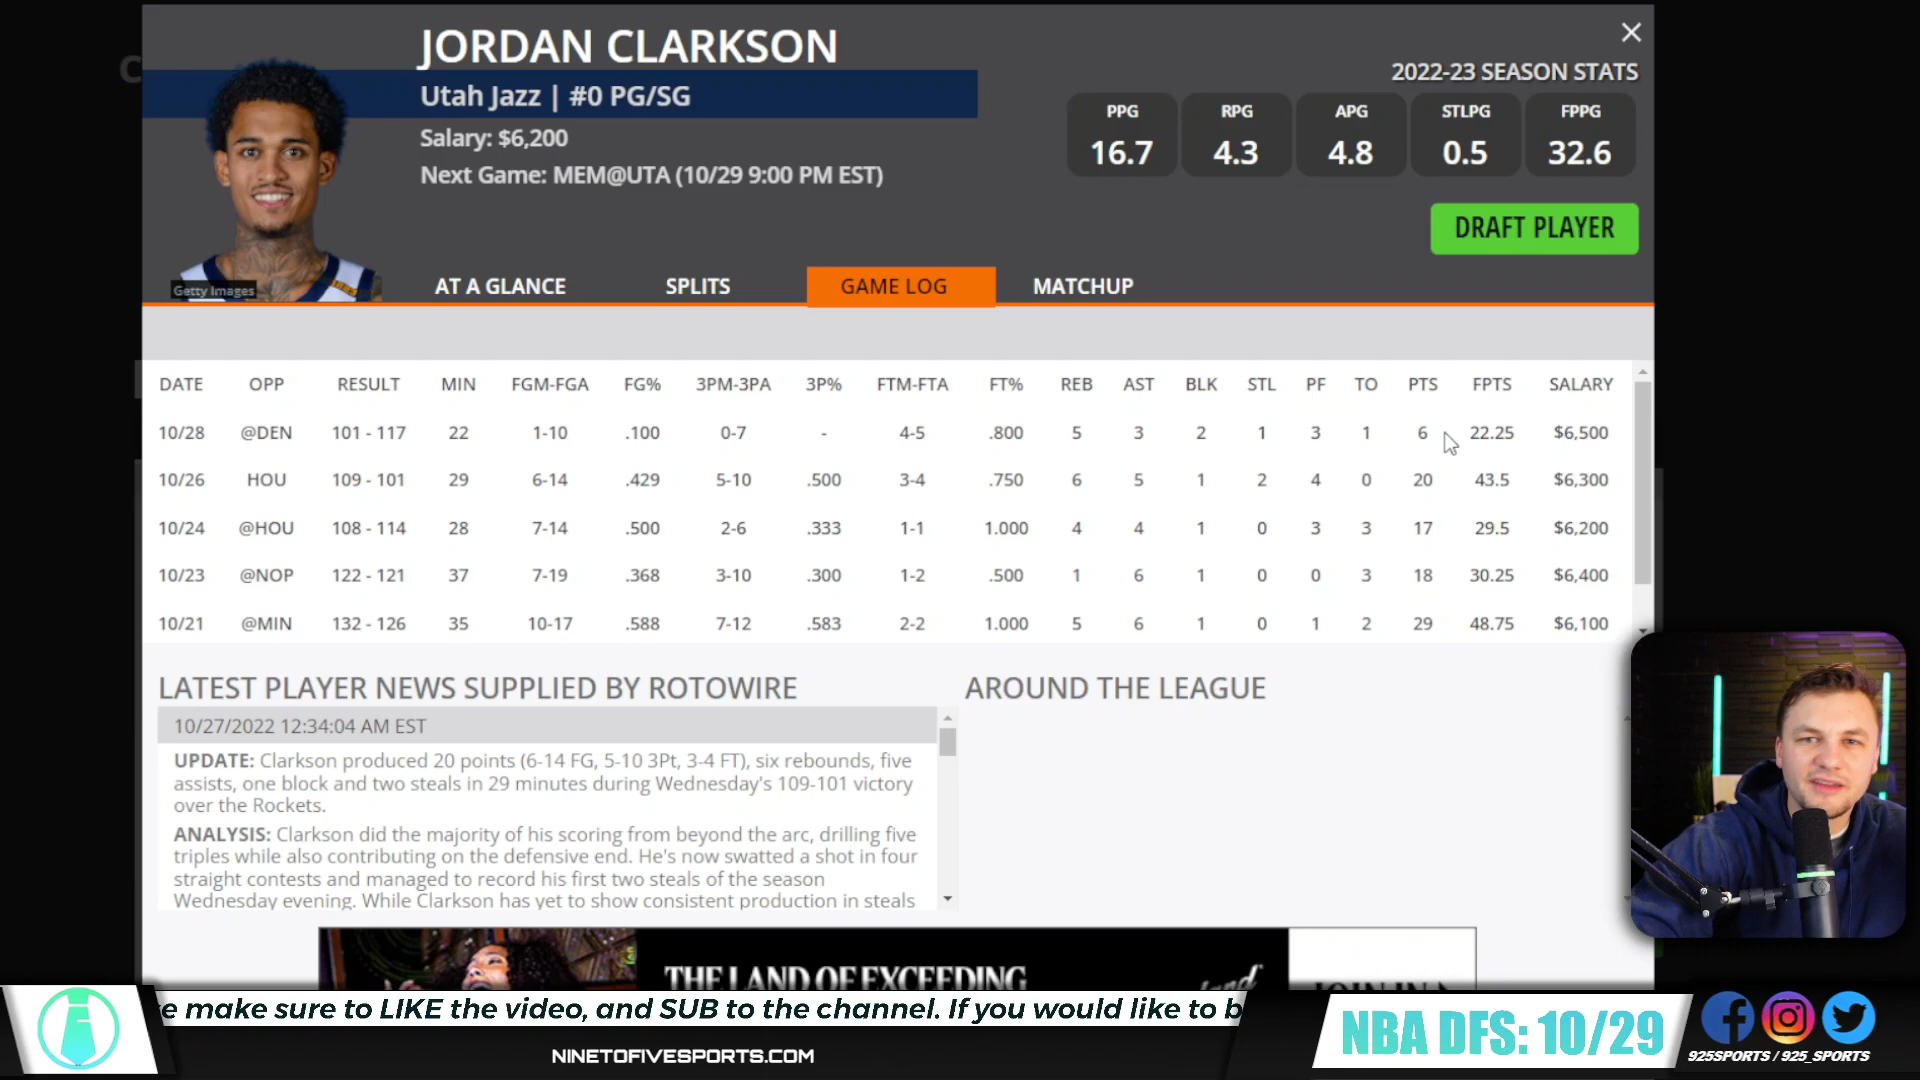 JORDAN CLARKSON
Utah Jazz | #0 PG/SG
Salary: $6,200
Next Game: MEM@UTA (10/29 9:00 PM EST)
2022-23 SEASON STATS
PPG RPG APG STLPG FPPG
16.7 4.3 4.8 0.5 32.6
DRAFT PLAYER
Getty Images
AT A GLANCE SPLITS GAME LOG MATCHUP
DATE OPP RESULT MIN FGM-FGA FG% 3PM-3PA 3P% FTM-FTA FT% REB AST BLK STL PF TO PTS FPTS SALARY
10/28 @DEN 101 - 117 22 1-10 .100 0-7 - 4-5 .800 5 3 2 1 3 1 6 22.25 $6,500
10/26 HOU 109 - 101 29 6-14 .429 5-10 .500 3-4 .750 6 5 1 2 4 0 20 43.5 $6,300
10/24 @HOU 108 - 114 28 7-14 .500 2-6 .333 1-1 1.000 4 4 1 0 3 3 17 29.5 $6,200
10/23 @NOP 122 - 121 37 7-19 .368 3-10 .300 1-2 .500 1 6 1 0 0 3 18 30.25 $6,400
10/21 @MIN 132 - 126 35 10-17 .588 7-12 .583 2-2 1.000 5 6 1 0 1 2 29 48.75 $6,100
LATEST PLAYER NEWS SUPPLIED BY ROTOWIRE
AROUND THE LEAGUE
10/27/2022 12:34:04 AM EST
UPDATE: Clarkson produced 20 points (6-14 FG, 5-10 3Pt, 3-4 FT), six rebounds, five
assists, one block and two steals in 29 minutes during Wednesday's 109-101 victory
over the Rockets.
ANALYSIS: Clarkson did the majority of his scoring from beyond the arc, drilling five
triples while also contributing on the defensive end. He's now swatted a shot in four
straight contests and managed to record his first two steals of the season
Wednesday evening. While Clarkson has yet to show consistent production in steals
THE LAND OF EXCEEDING
JOIN IN
e make sure to LIKE the video, and SUB to the channel. If you would like to b
NINETOFIVESPORTS.COM
NBA DFS: 10/29
925SPORTS / 925_SPORTS